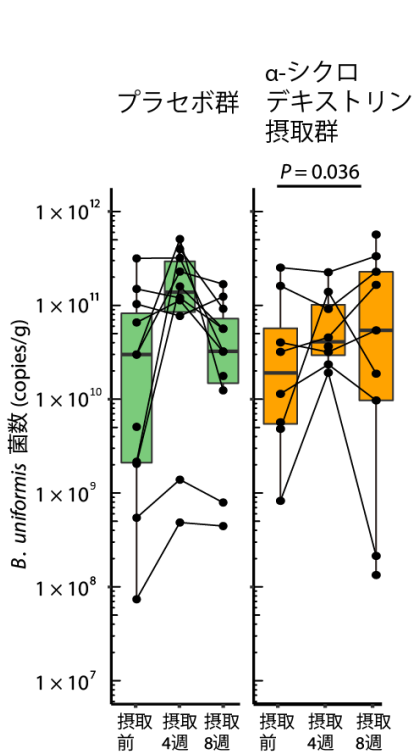 プラセボ群
α-シクロ
デキストリン
摂取群
P = 0.036
B. uniformis 菌数 (copies/g)
1 × 10¹²
1 × 10¹¹
1 × 10¹⁰
1 × 10⁹
1 × 10⁸
1 × 10⁷
摂取
前
摂取
4週
摂取
8週
摂取
前
摂取
4週
摂取
8週